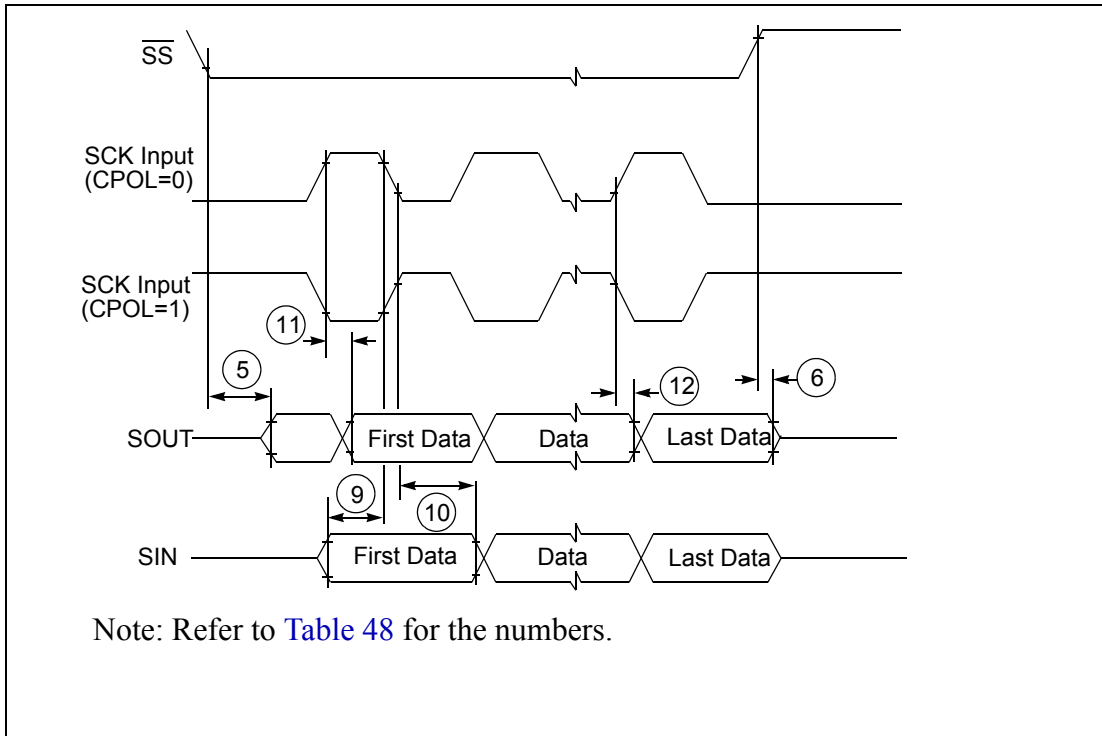 SS
SCK Input
(CPOL=0)
SCK Input
(CPOL=1)
11
5
12
6
SOUT
First Data
Data
Last Data
9
10
SIN
First Data
Data
Last Data
Note: Refer to Table 48 for the numbers.